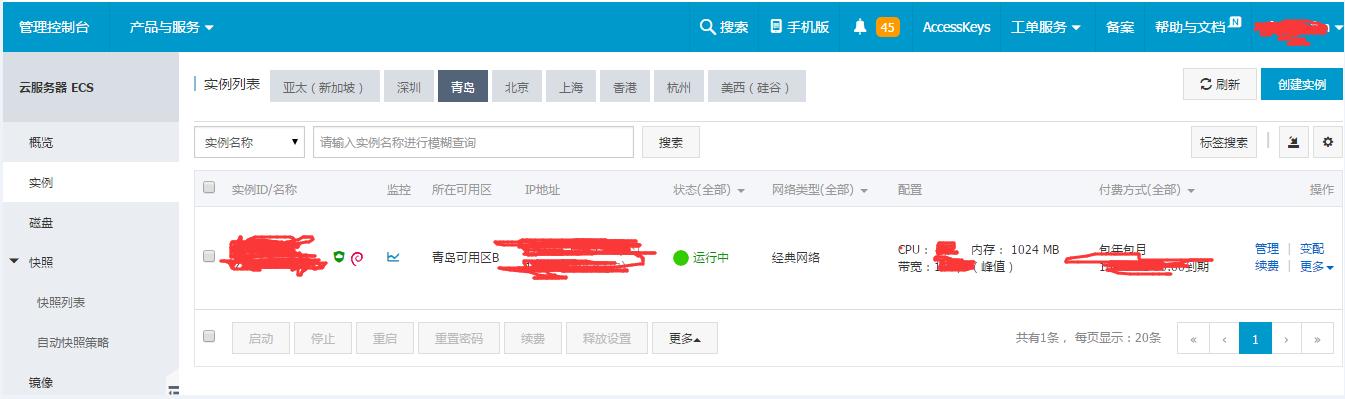 管理控制台 产品与服务 搜索 手机版 45 AccessKeys 工单服务 备案 帮助与文档 N
云服务器 ECS
概览
实例
磁盘
快照
快照列表
自动快照策略
镜像
实例列表 亚太（新加坡） 深圳 青岛 北京 上海 香港 杭州 美西（硅谷） 刷新 创建实例
实例名称 请输入实例名称进行模糊查询 搜索 标签搜索
实例ID/名称 监控 所在可用区 IP地址 状态(全部) 网络类型(全部) 配置 付费方式(全部) 操作
青岛可用区B 运行中 经典网络
CPU： 内存： 1024 MB
带宽： （峰值）
包年包月
到期
管理 | 变配
续费 | 更多
启动 停止 重启 重置密码 续费 释放设置 更多 共有1条， 每页显示：20条 « ‹ 1 › »